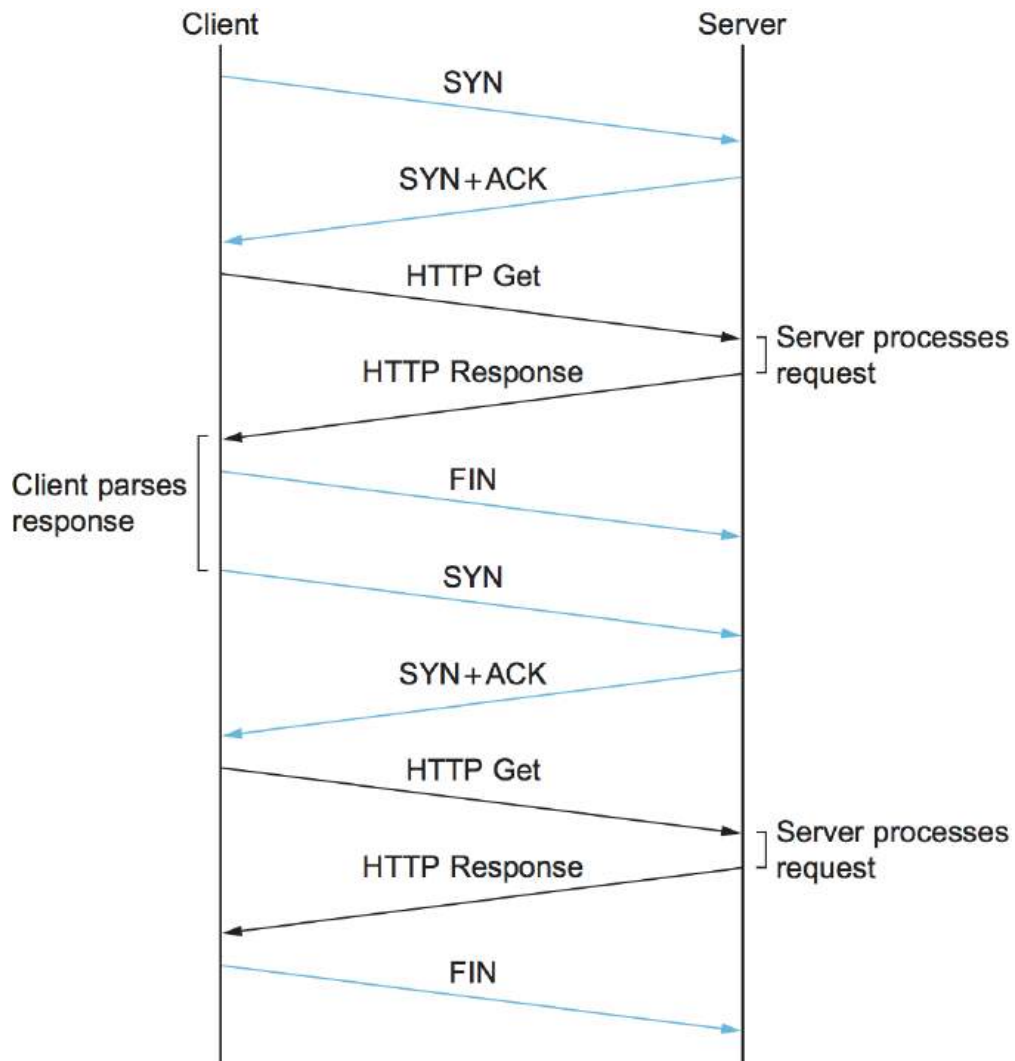 Client
Server
SYN
SYN+ACK
HTTP Get
Server processes
request
HTTP Response
Client parses
response
FIN
SYN
SYN+ACK
HTTP Get
Server processes
request
HTTP Response
FIN